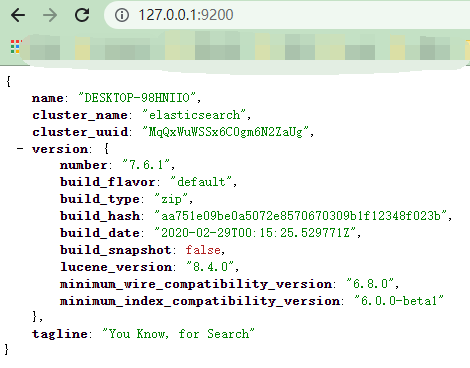 127.0.0.1:9200
{
name: "DESKTOP-98HNIIO",
cluster_name: "elasticsearch",
cluster_uuid: "MqQxWuWSSx6COgm6N2ZaUg",
- version: {
number: "7.6.1",
build_flavor: "default",
build_type: "zip",
build_hash: "aa751e09be0a5072e8570670309b1f12348f023b",
build_date: "2020-02-29T00:15:25.529771Z",
build_snapshot: false,
lucene_version: "8.4.0",
minimum_wire_compatibility_version: "6.8.0",
minimum_index_compatibility_version: "6.0.0-beta1"
},
tagline: "You Know, for Search"
}